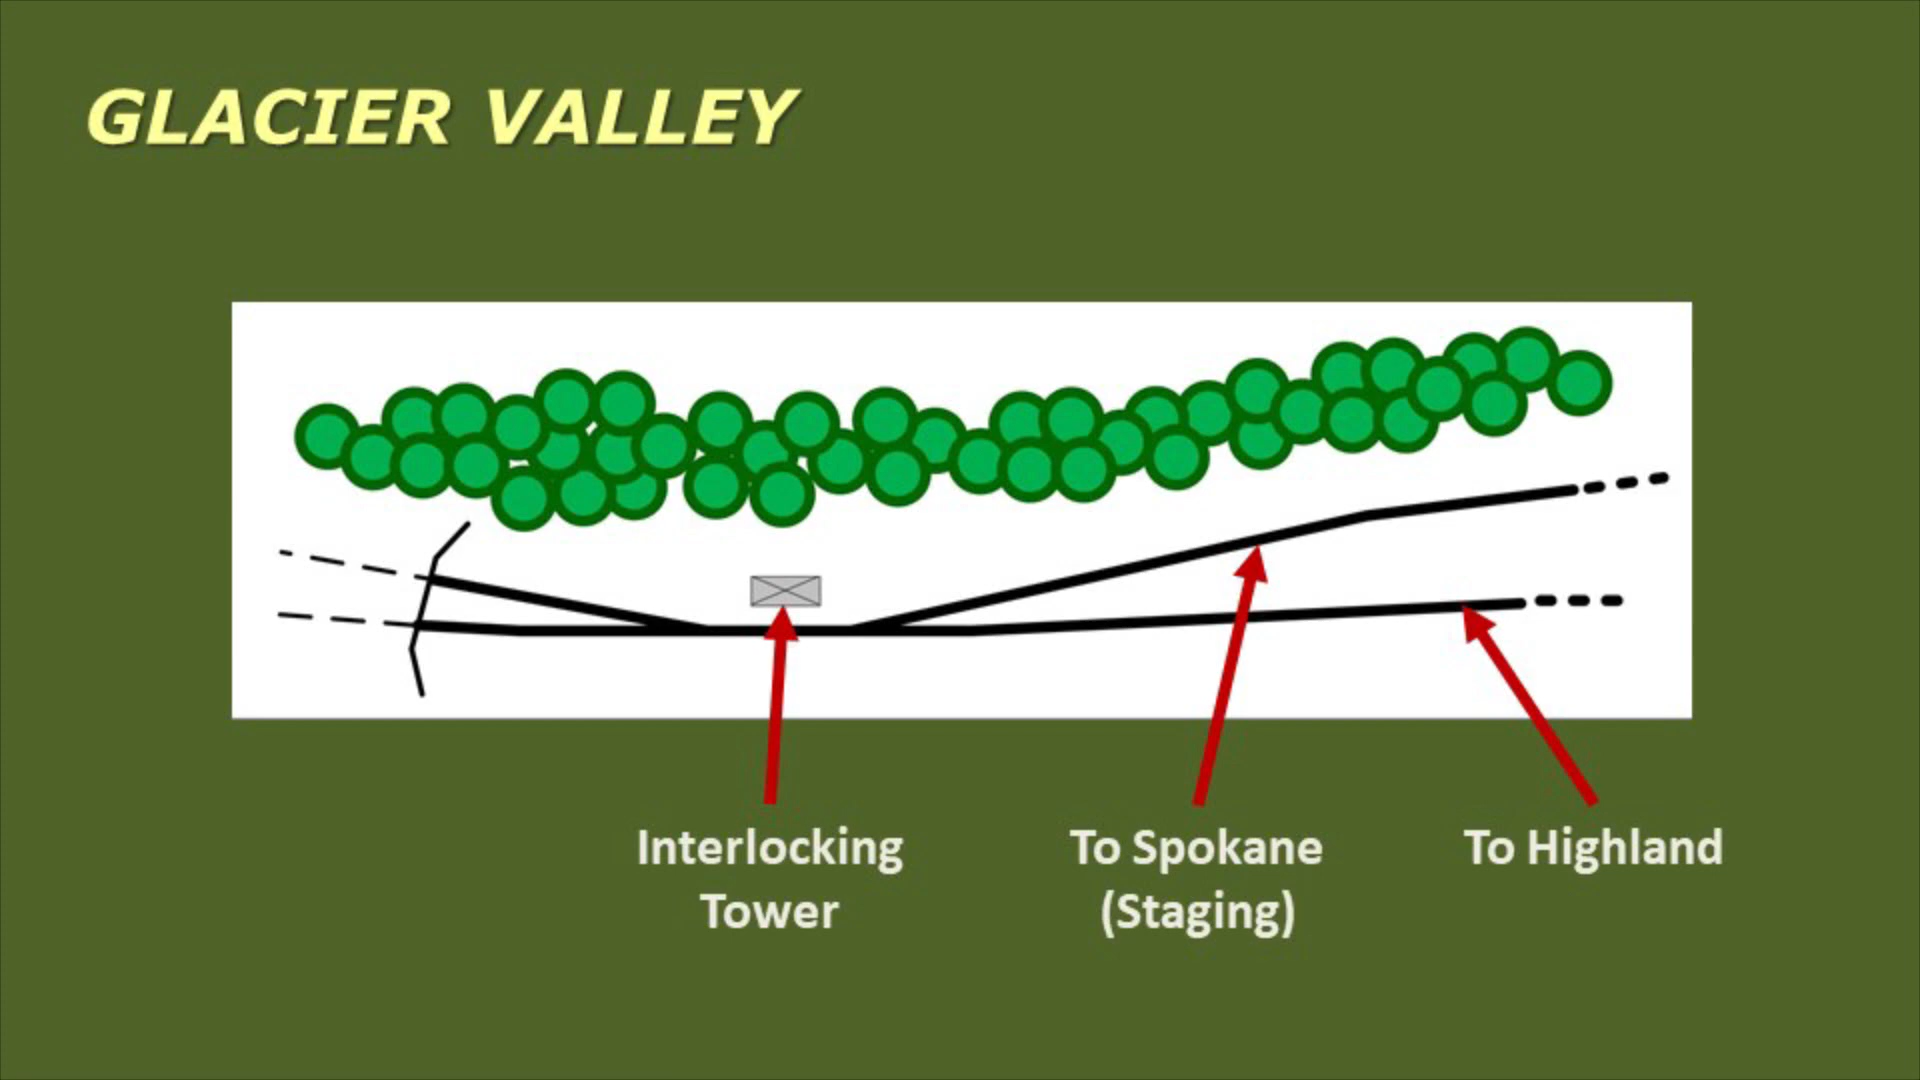 GLACIER VALLEY
Interlocking
Tower
To Spokane
(Staging)
To Highland